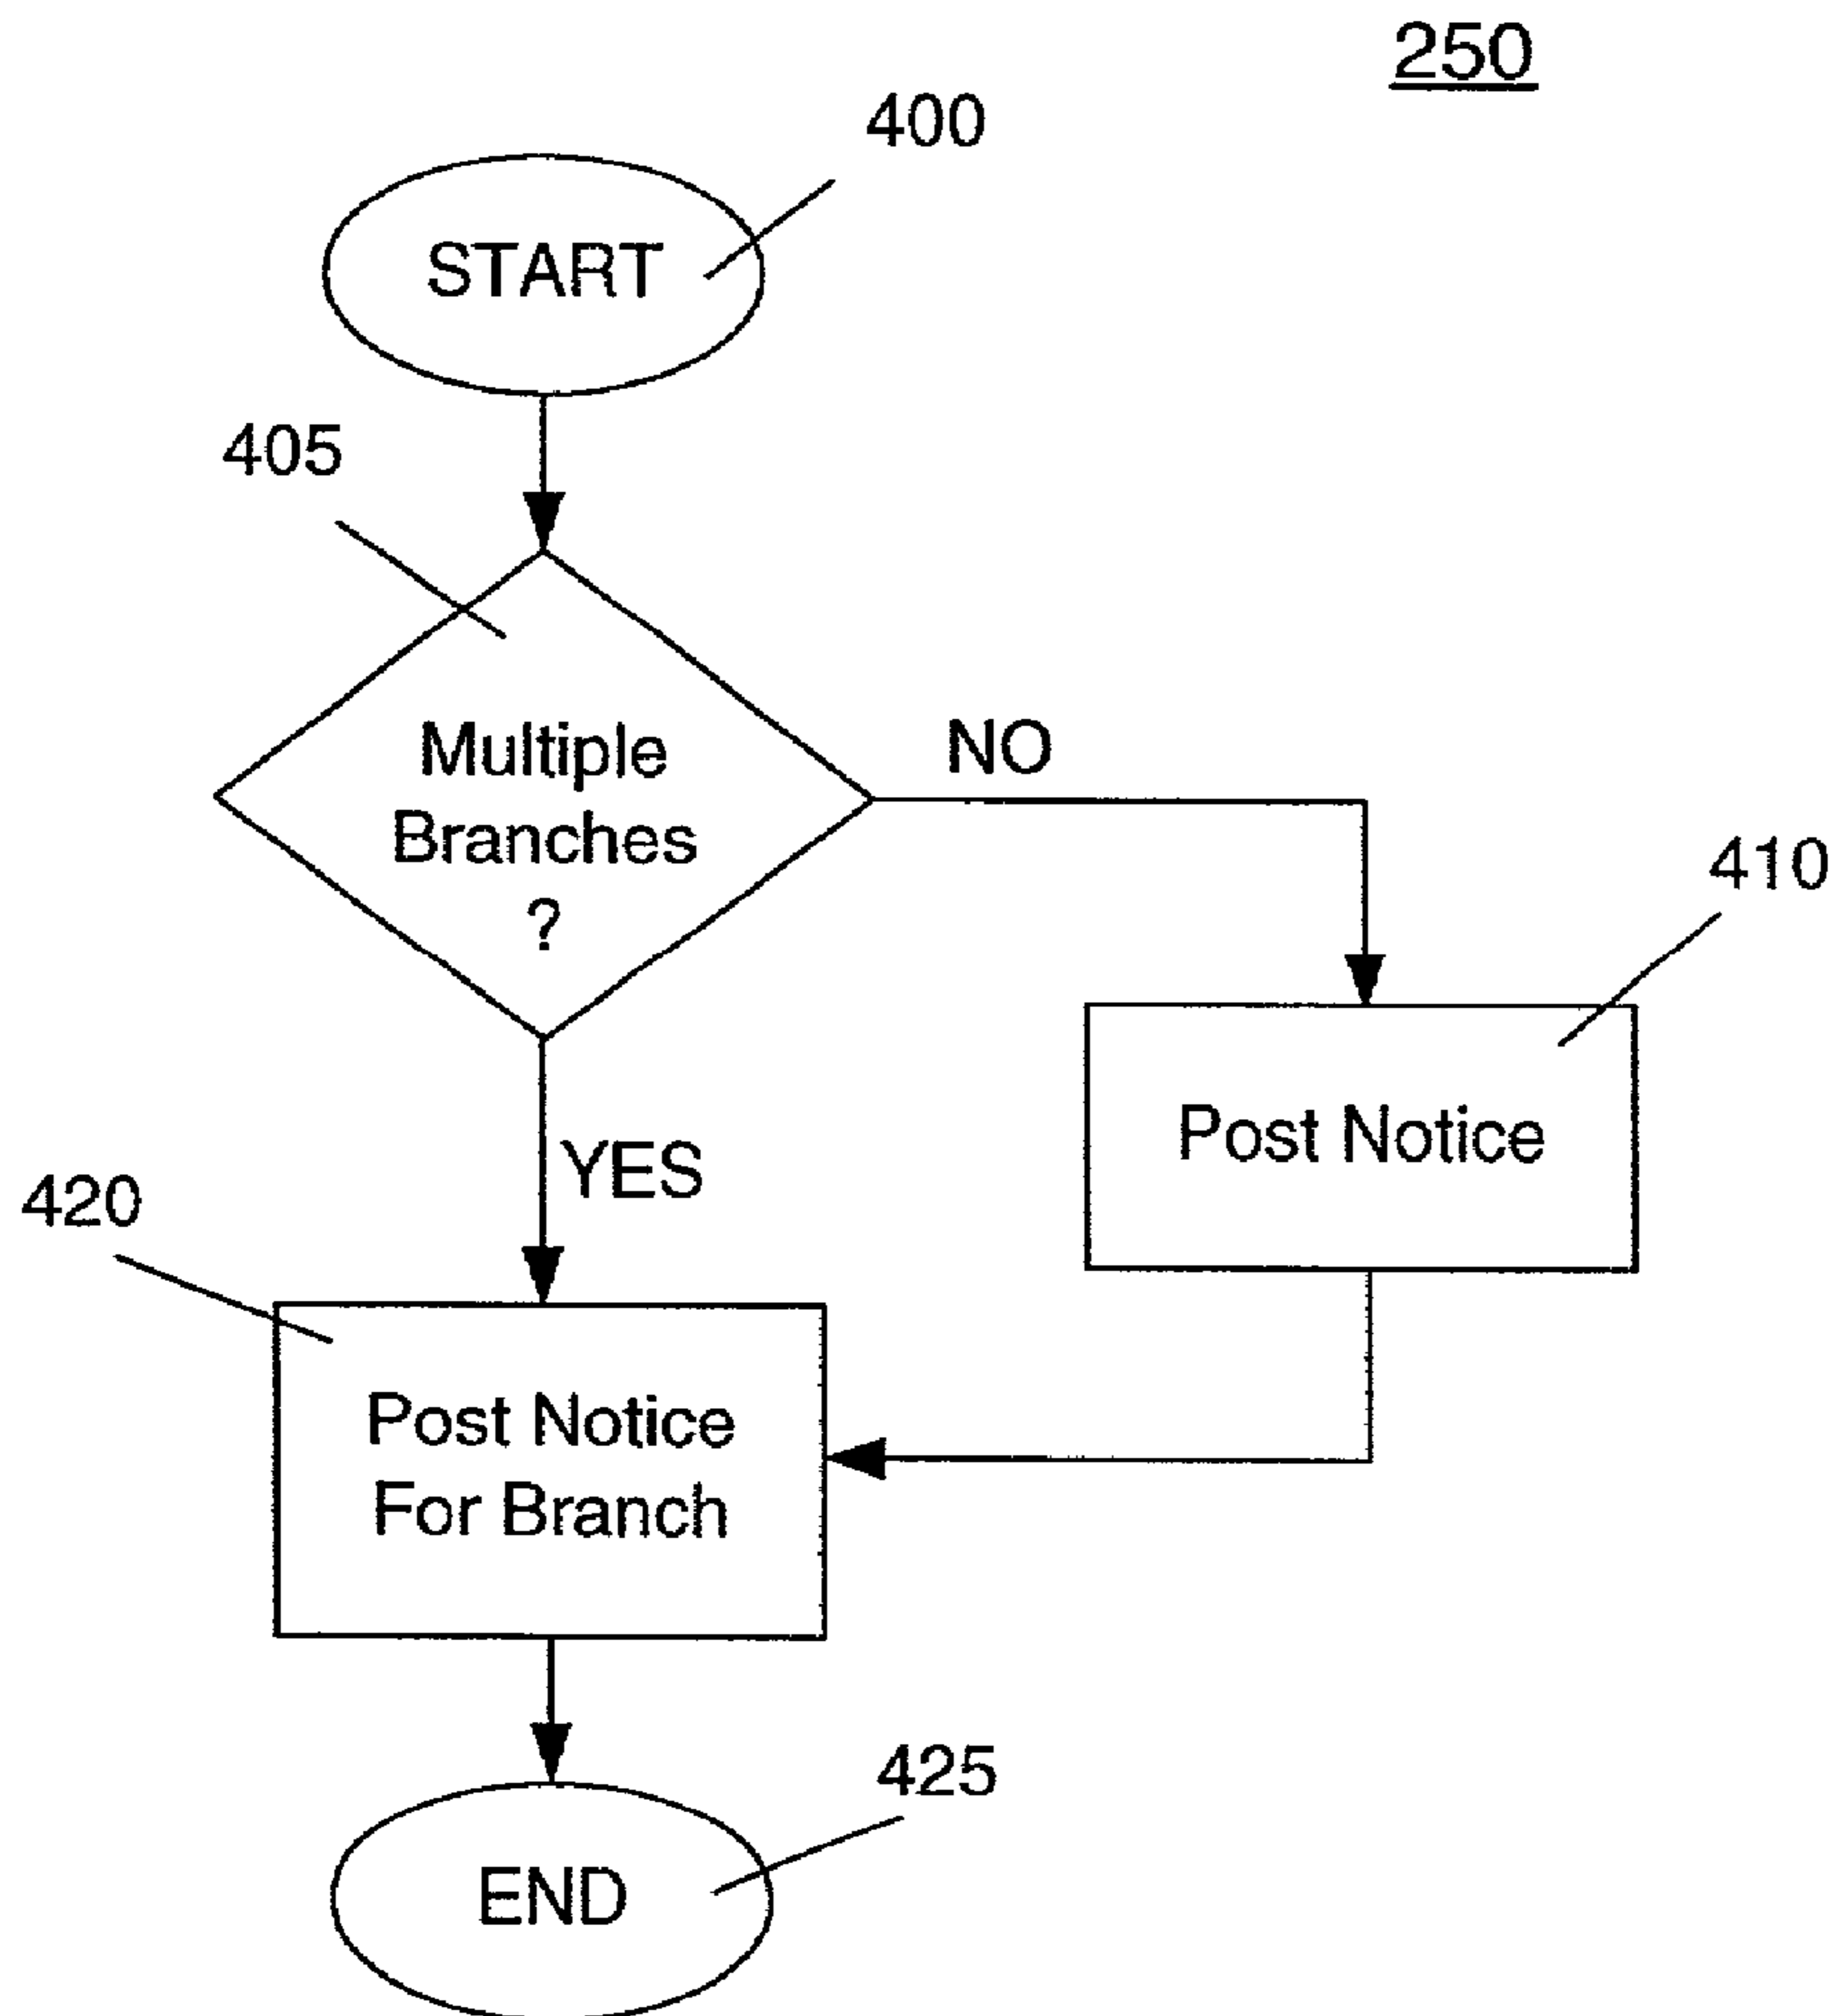 250
400
START
405
Multiple
Branches
?
NO
410
Post Notice
YES
420
Post Notice
For Branch
425
END